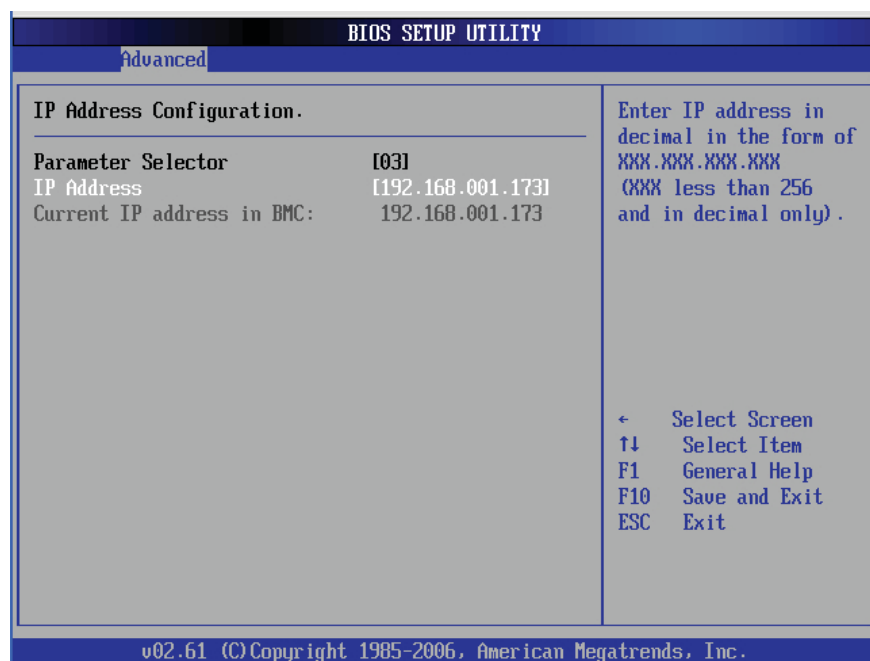 BIOS SETUP UTILITY
Advanced
IP Address Configuration.
Parameter Selector [03]
IP Address [192.168.001.173]
Current IP address in BMC: 192.168.001.173
Enter IP address in
decimal in the form of
XXX.XXX.XXX.XXX
(XXX less than 256
and in decimal only).
← Select Screen
↑↓ Select Item
F1 General Help
F10 Save and Exit
ESC Exit
v02.61 (C)Copyright 1985-2006, American Megatrends, Inc.